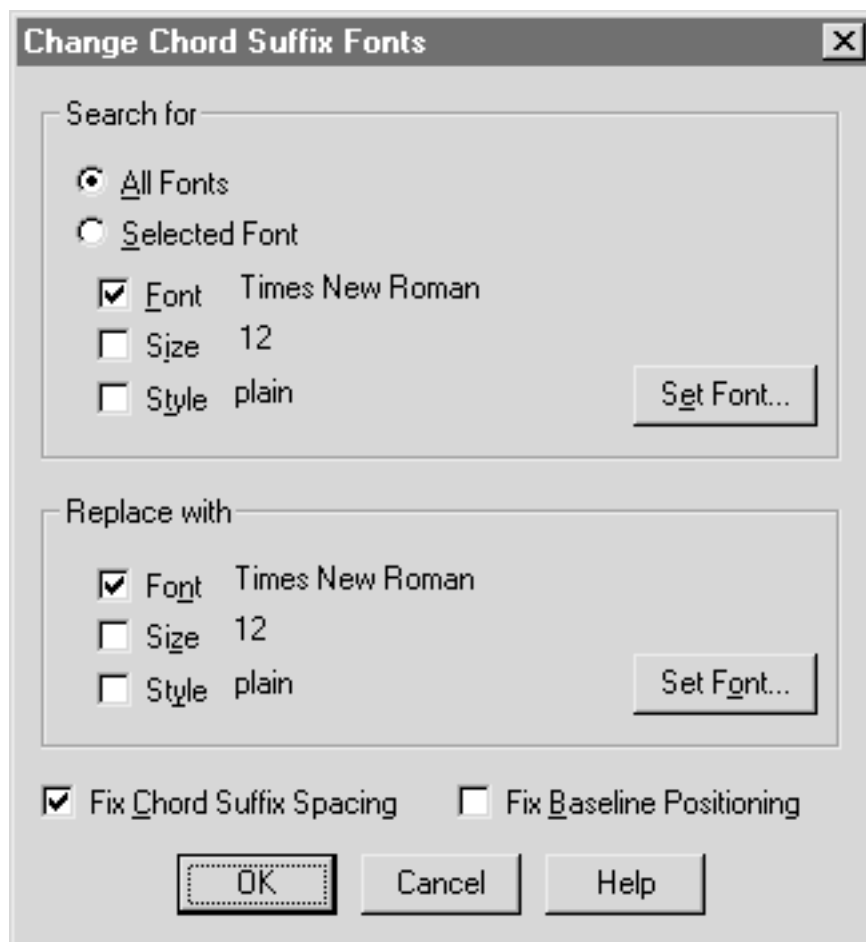 Change Chord Suffix Fonts
Search for
All Fonts
Selected Font
Font Times New Roman
Size 12
Style plain
Set Font...
Replace with
Font Times New Roman
Size 12
Style plain
Set Font...
Fix Chord Suffix Spacing Fix Baseline Positioning
OK Cancel Help